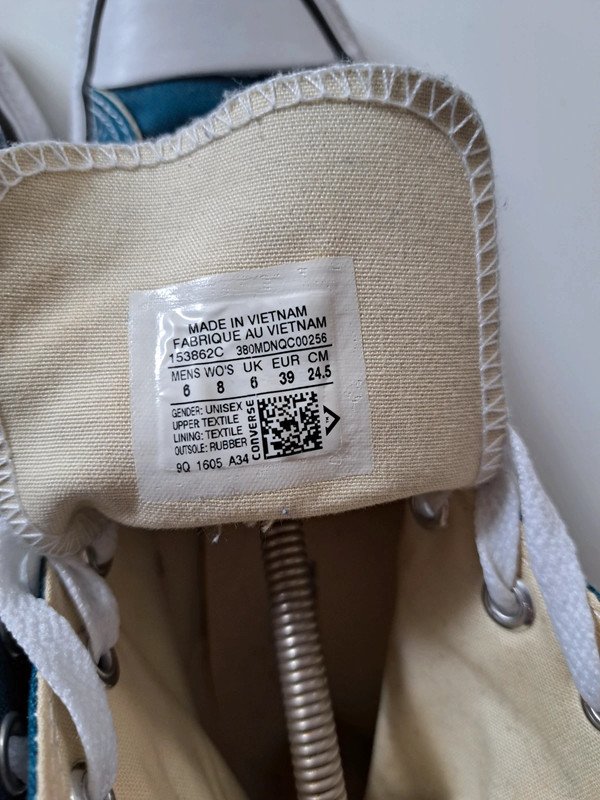 MADE IN VIETNAM
FABRIQUE AU VIETNAM
153862C 380MDNQC00256
MENS WO'S UK EUR CM
6 8 6 39 24.5
GENDER: UNISEX
UPPER TEXTILE
LINING: TEXTILE
OUTSOLE: RUBBER
CONVERSE
9Q 1605 A34